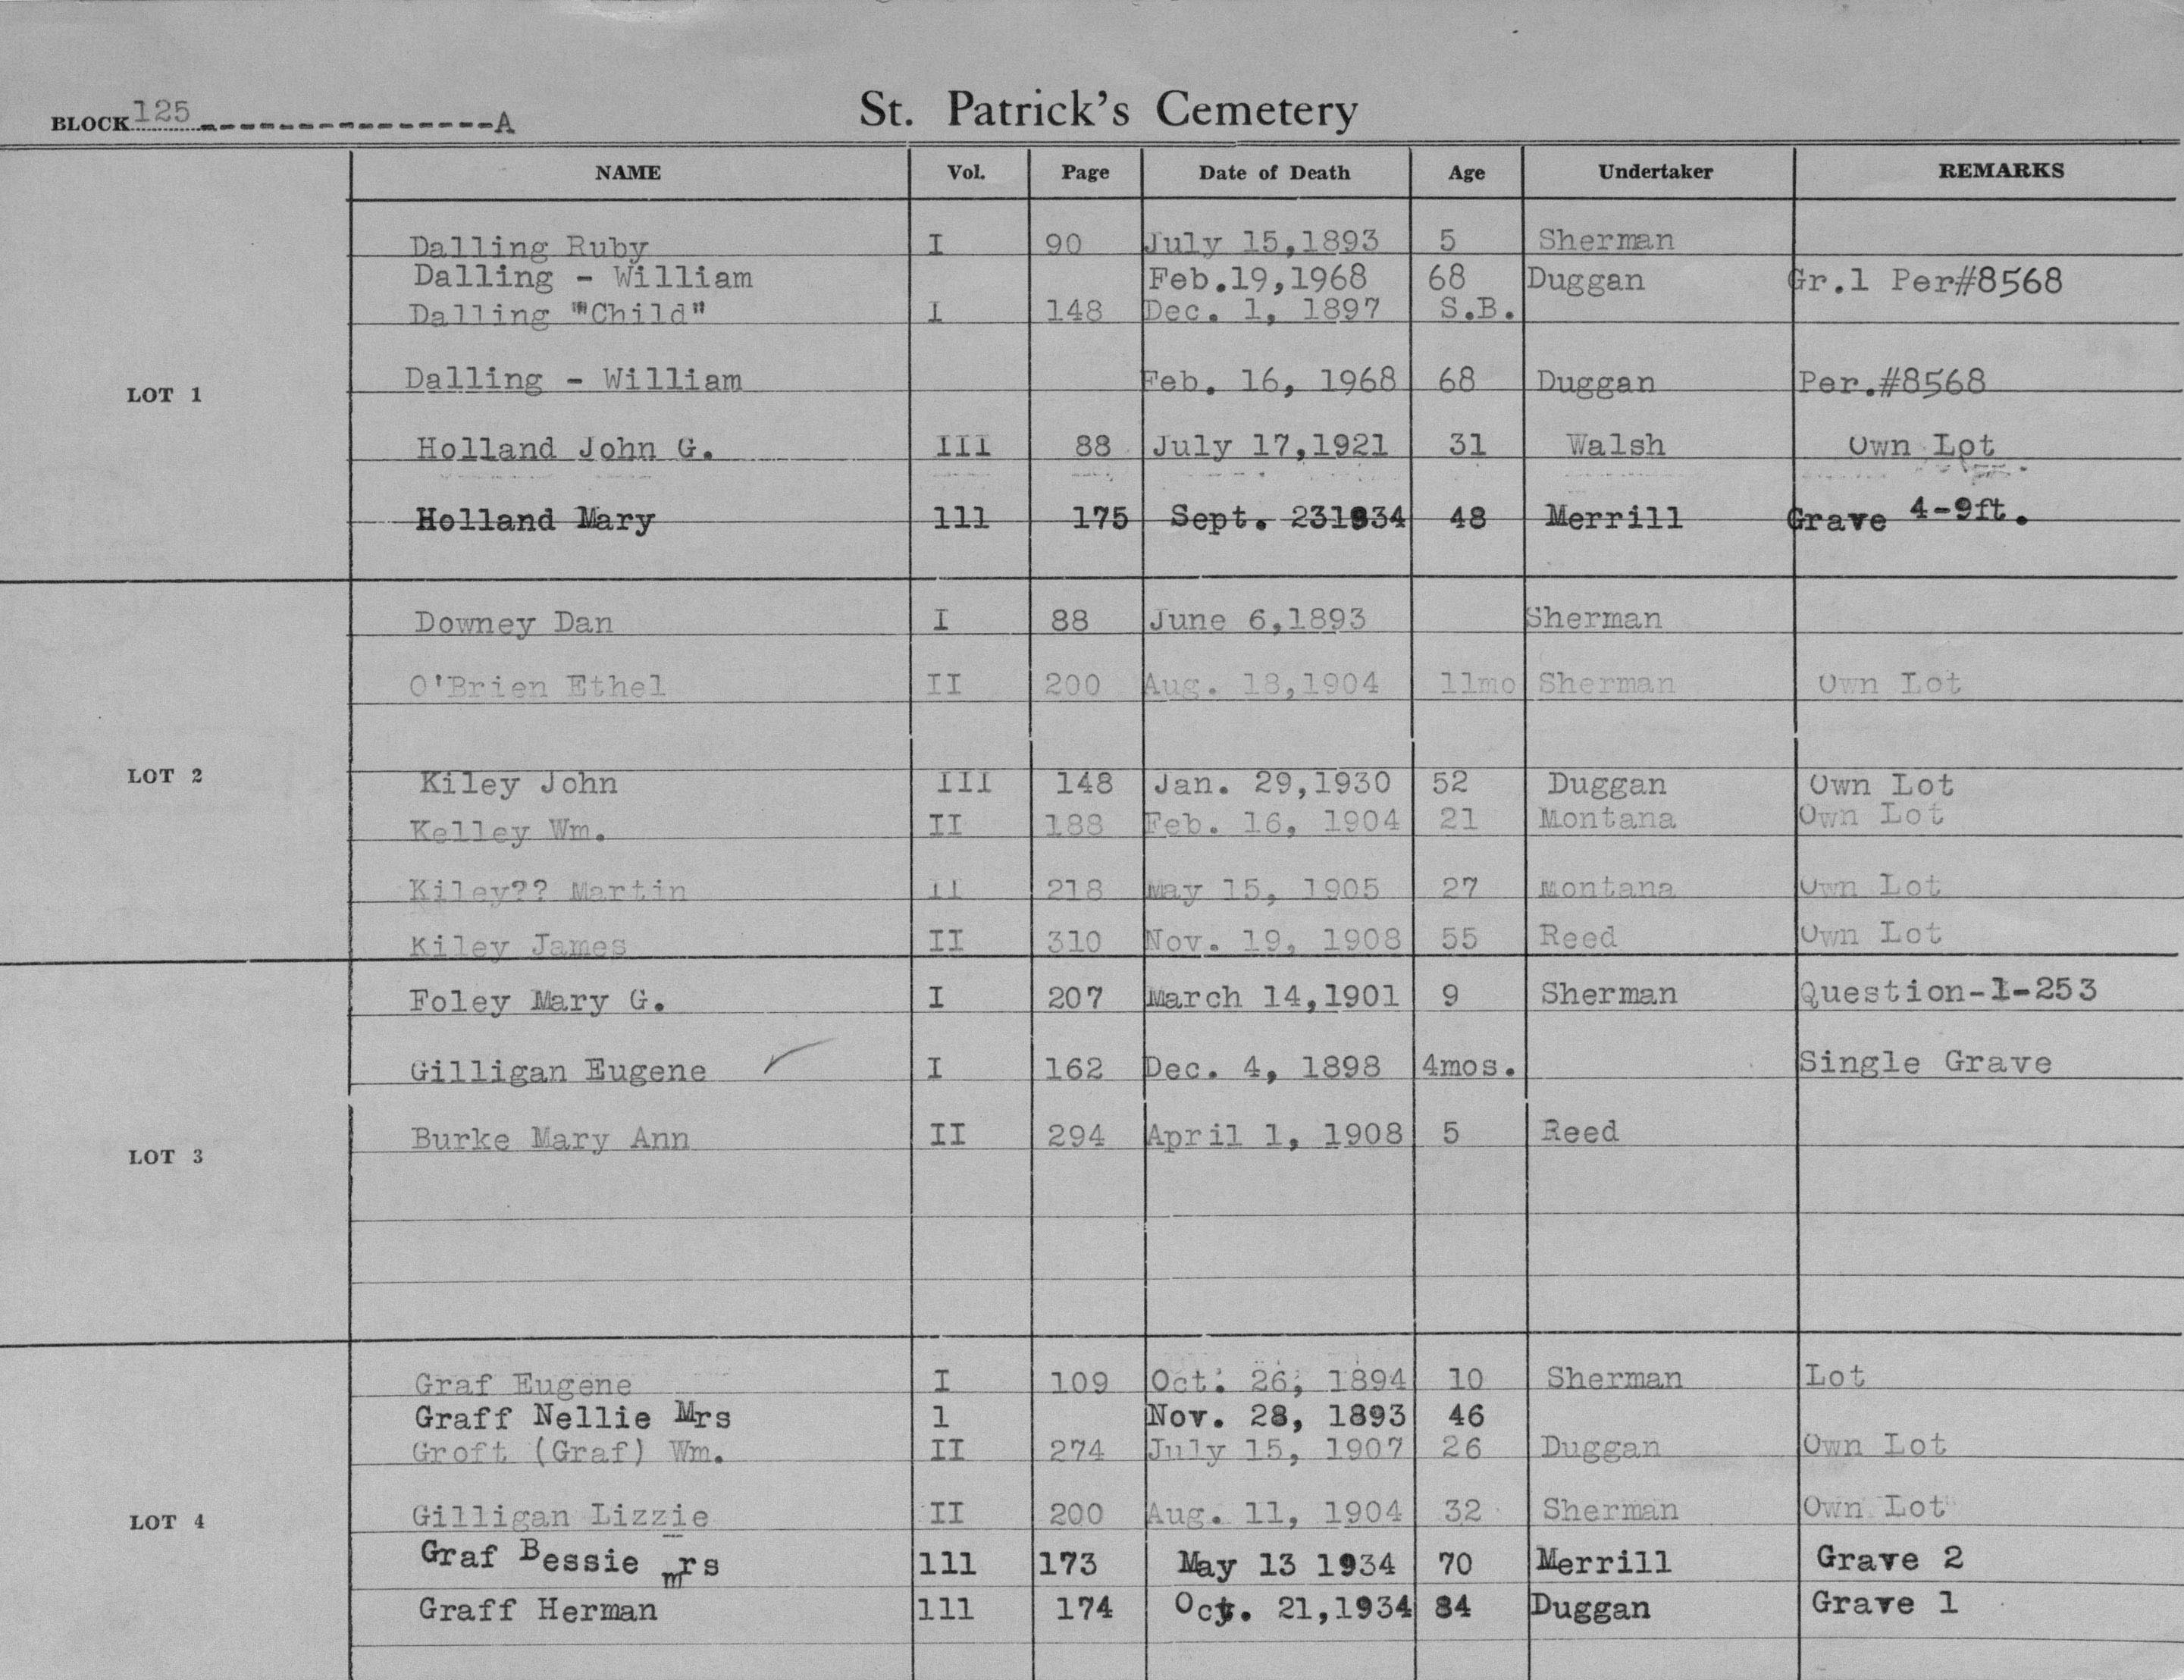 BLOCK 125 -----------------A
St. Patrick's Cemetery
NAME Vol. Page Date of Death Age Undertaker REMARKS
Dalling Ruby I 90 July 15,1893 5 Sherman
Dalling - William Feb.19,1968 68 Duggan Gr.1 Per#8568
Dalling "Child" I 148 Dec. 1, 1897 S.B.
LOT 1
Dalling - William Feb. 16, 1968 68 Duggan Per.#8568
Holland John G. III 88 July 17,1921 31 Walsh Own Lot
Holland Mary 111 175 Sept. 231934 48 Merrill Grave 4-9ft.
Downey Dan I 88 June 6,1893 Sherman
O'Brien Ethel II 200 Aug. 18,1904 11mo Sherman Own Lot
LOT 2
Kiley John III 148 Jan. 29,1930 52 Duggan Own Lot
Kelley Wm. II 188 Feb. 16, 1904 21 Montana Own Lot
Kiley?? Martin II 218 May 15, 1905 27 Montana Own Lot
Kiley James II 310 Nov. 19, 1908 55 Reed Own Lot
Foley Mary G. I 207 March 14,1901 9 Sherman Question-1-253
Gilligan Eugene I 162 Dec. 4, 1898 4mos. Single Grave
Burke Mary Ann II 294 April 1, 1908 5 Reed
LOT 3
Graf Eugene I 109 Oct. 26, 1894 10 Sherman Lot
Graff Nellie Mrs 1 Nov. 28, 1893 46
Groft (Graf) Wm. II 274 July 15, 1907 26 Duggan Own Lot
Gilligan Lizzie II 200 Aug. 11, 1904 32 Sherman Own Lot
LOT 4
Graf Bessie mrs 111 173 May 13 1934 70 Merrill Grave 2
Graff Herman 111 174 Oct. 21,1934 84 Duggan Grave 1